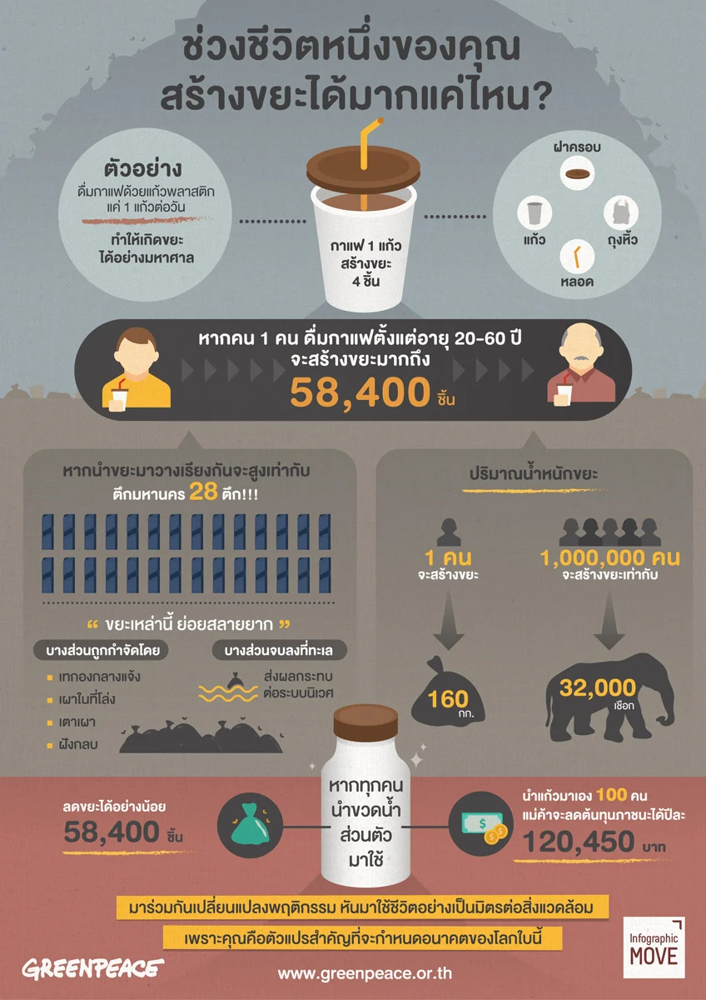 ช่วงชีวิตหนึ่งของคุณ
สร้างขยะได้มากแค่ไหน?
ตัวอย่าง
ดื่มกาแฟด้วยแก้วพลาสติก
แค่ 1 แก้วต่อวัน
ทำให้เกิดขยะ
ได้อย่างมหาศาล
กาแฟ 1 แก้ว
สร้างขยะ
4 ชิ้น
ฝาครอบ
แก้ว
ถุงหิ้ว
หลอด
หากคน 1 คน ดื่มกาแฟตั้งแต่อายุ 20-60 ปี
จะสร้างขยะมากถึง
58,400 ชิ้น
หากนำขยะมาวางเรียงกันจะสูงเท่ากับ
ตึกมหานคร 28 ตึก!!!
“ ขยะเหล่านี้ ย่อยสลายยาก ”
บางส่วนถูกกำจัดโดย
เทกองกลางแจ้ง
เผาในที่โล่ง
เตาเผา
ฝังกลบ
บางส่วนจบลงที่ทะเล
ส่งผลกระทบ
ต่อระบบนิเวศ
ปริมาณน้ำหนักขยะ
1 คน
จะสร้างขยะ
160
กก.
1,000,000 คน
จะสร้างขยะเท่ากับ
32,000
เชือก
หากทุกคน
นำขวดน้ำ
ส่วนตัว
มาใช้
ลดขยะได้อย่างน้อย
58,400 ชิ้น
นำแก้วมาเอง 100 คน
แม่ค้าจะลดต้นทุนภาชนะได้ปีละ
120,450 บาท
มาร่วมกันเปลี่ยนแปลงพฤติกรรม หันมาใช้ชีวิตอย่างเป็นมิตรต่อสิ่งแวดล้อม
เพราะคุณคือตัวแปรสำคัญที่จะกำหนดอนาคตของโลกใบนี้
GREENPEACE
www.greenpeace.or.th
Infographic
MOVE